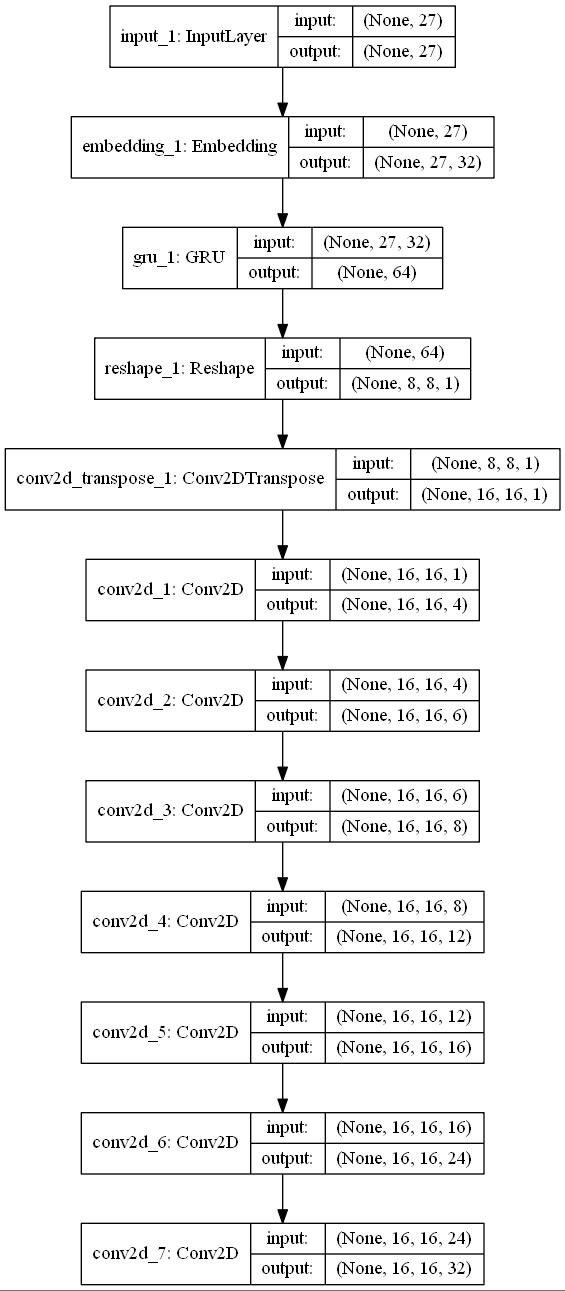 input_1: InputLayer
input: (None, 27)
output: (None, 27)
embedding_1: Embedding
input: (None, 27)
output: (None, 27, 32)
gru_1: GRU
input: (None, 27, 32)
output: (None, 64)
reshape_1: Reshape
input: (None, 64)
output: (None, 8, 8, 1)
conv2d_transpose_1: Conv2DTranspose
input: (None, 8, 8, 1)
output: (None, 16, 16, 1)
conv2d_1: Conv2D
input: (None, 16, 16, 1)
output: (None, 16, 16, 4)
conv2d_2: Conv2D
input: (None, 16, 16, 4)
output: (None, 16, 16, 6)
conv2d_3: Conv2D
input: (None, 16, 16, 6)
output: (None, 16, 16, 8)
conv2d_4: Conv2D
input: (None, 16, 16, 8)
output: (None, 16, 16, 12)
conv2d_5: Conv2D
input: (None, 16, 16, 12)
output: (None, 16, 16, 16)
conv2d_6: Conv2D
input: (None, 16, 16, 16)
output: (None, 16, 16, 24)
conv2d_7: Conv2D
input: (None, 16, 16, 24)
output: (None, 16, 16, 32)